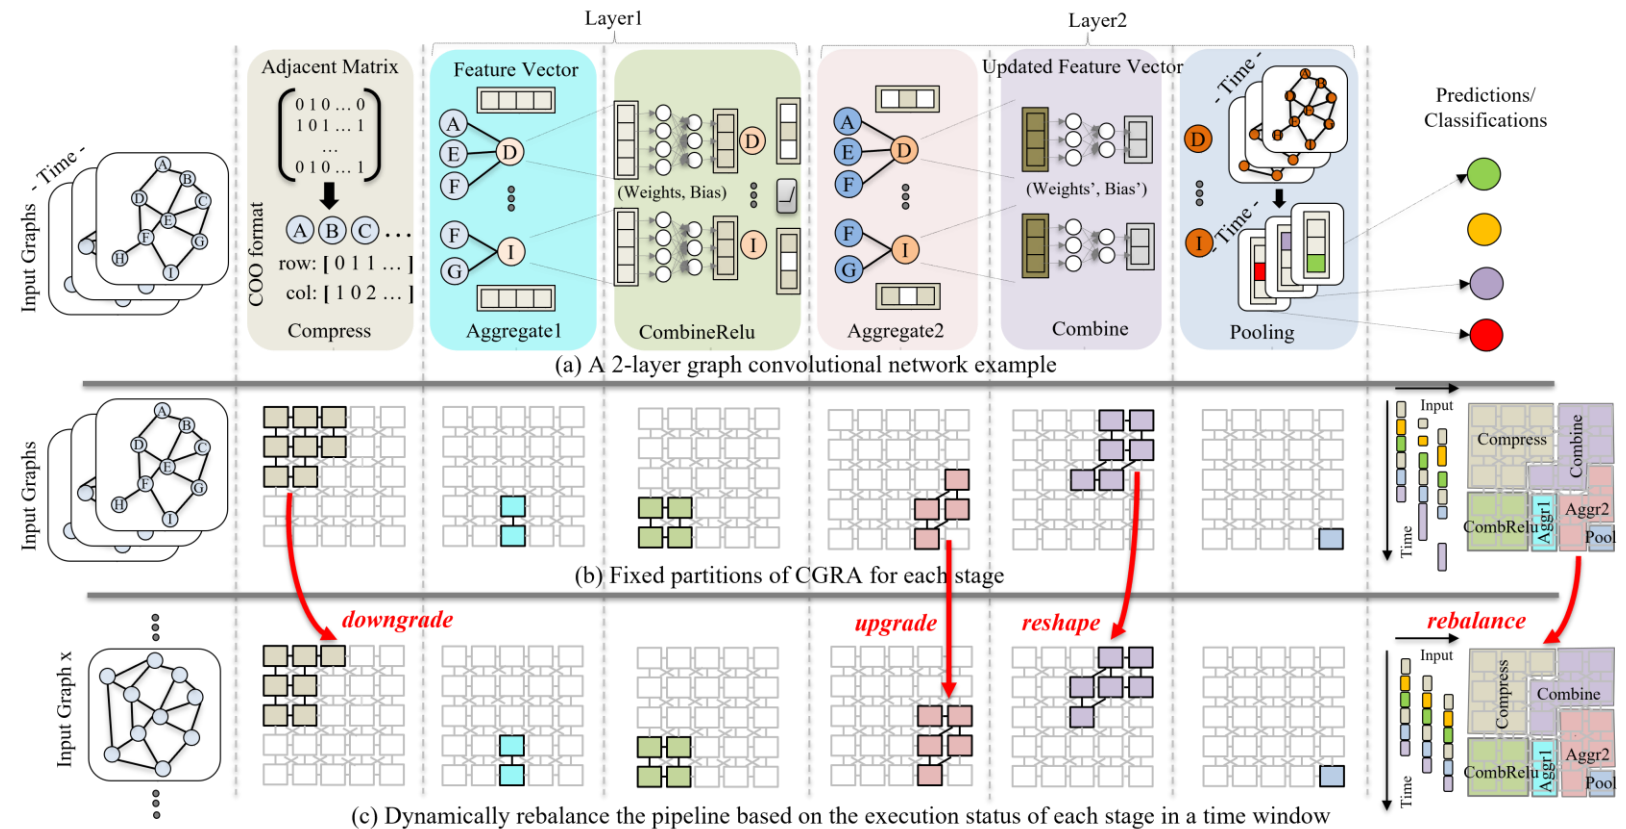 Layer1
Layer2
Adjacent Matrix
Feature Vector
Updated Feature Vector
- Time -
Predictions/
Classifications
0 1 0 ... 0
1 0 1 ... 1
...
0 1 0 ... 1
- Time -
Input Graphs
A
B
C
D
E
F
G
H
I
COO format
A B C ...
row: [ 0 1 1 ... ]
col: [ 1 0 2 ... ]
A
E
F
D
F
G
I
(Weights, Bias)
D
I
A
E
F
D
F
G
I
(Weights', Bias')
D
I
- Time -
Compress
Aggregate1
CombineRelu
Aggregate2
Combine
Pooling
(a) A 2-layer graph convolutional network example
Input Graphs
A
B
C
D
E
F
G
H
I
Input
Time
Compress
Combine
CombRelu
Aggr1
Aggr2
Pool
(b) Fixed partitions of CGRA for each stage
downgrade
upgrade
reshape
rebalance
Input Graph x
Input
Time
Compress
Combine
CombRelu
Aggr1
Aggr2
Pool
(c) Dynamically rebalance the pipeline based on the execution status of each stage in a time window